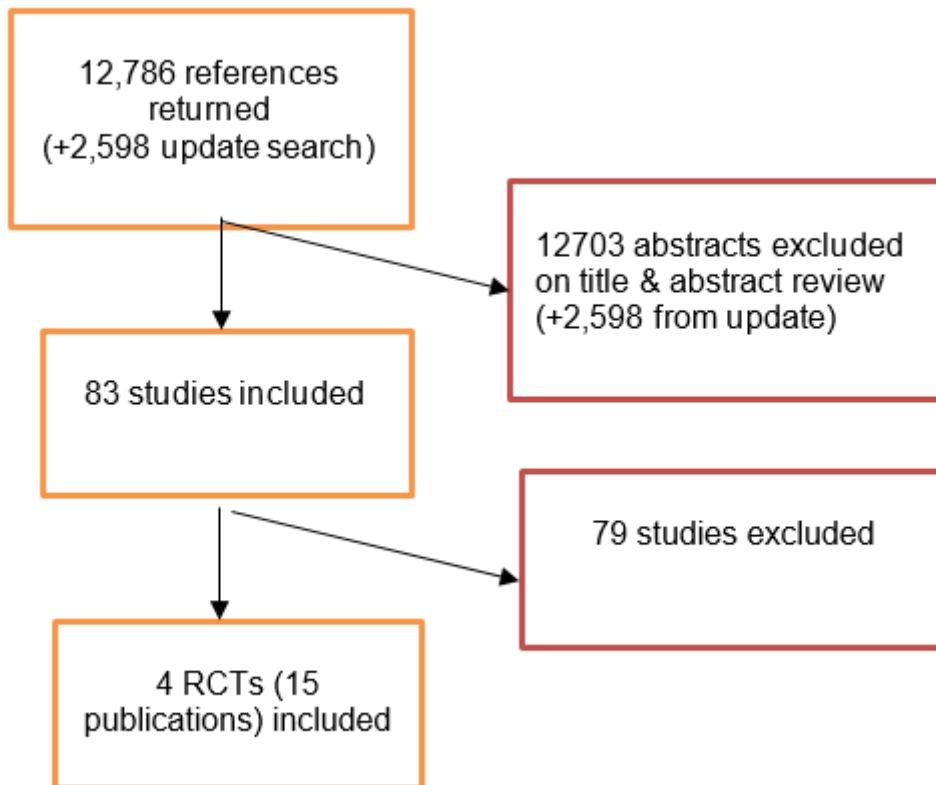 12,786 references
returned
(+2,598 update search)
12703 abstracts excluded
on title & abstract review
(+2,598 from update)
83 studies included
79 studies excluded
4 RCTs (15
publications) included